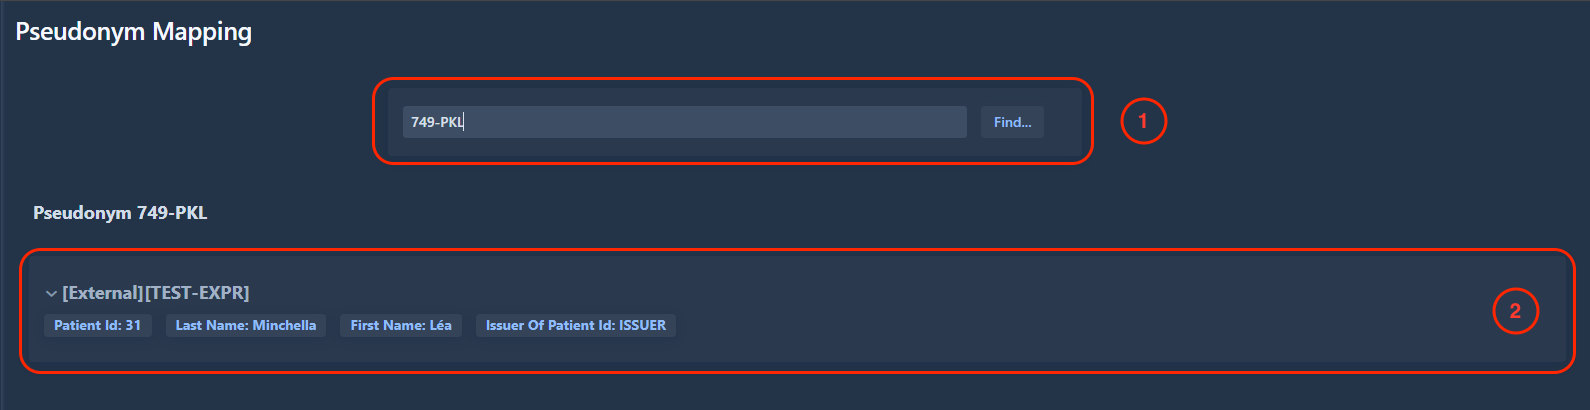 Pseudonym Mapping
749-PKL Find... 1
Pseudonym 749-PKL
[External][TEST-EXPR]
Patient Id: 31 Last Name: Minchella First Name: Léa Issuer Of Patient Id: ISSUER 2